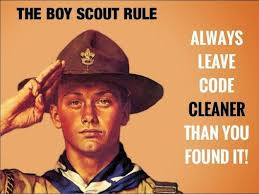 THE BOY SCOUT RULE
ALWAYS
LEAVE
CODE
CLEANER
THAN YOU
FOUND IT!